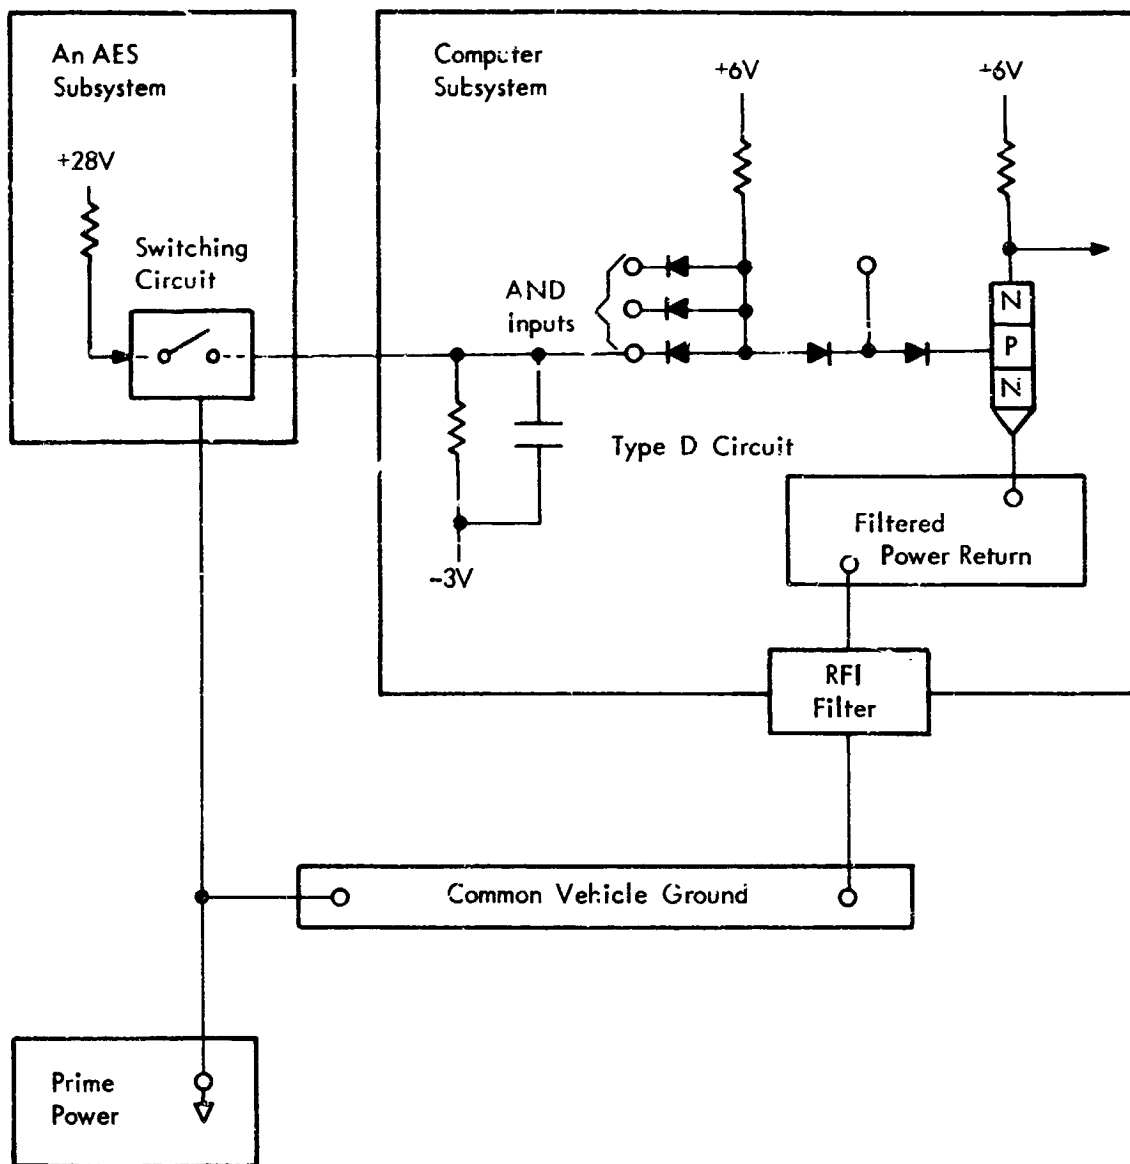 An AES
Subsystem
+28V
Switching
Circuit
Computer
Subsystem
+6V
+6V
AND
inputs
N
P
N
Type D Circuit
-3V
Filtered
Power Return
RFI
Filter
Common Vehicle Ground
Prime
Power